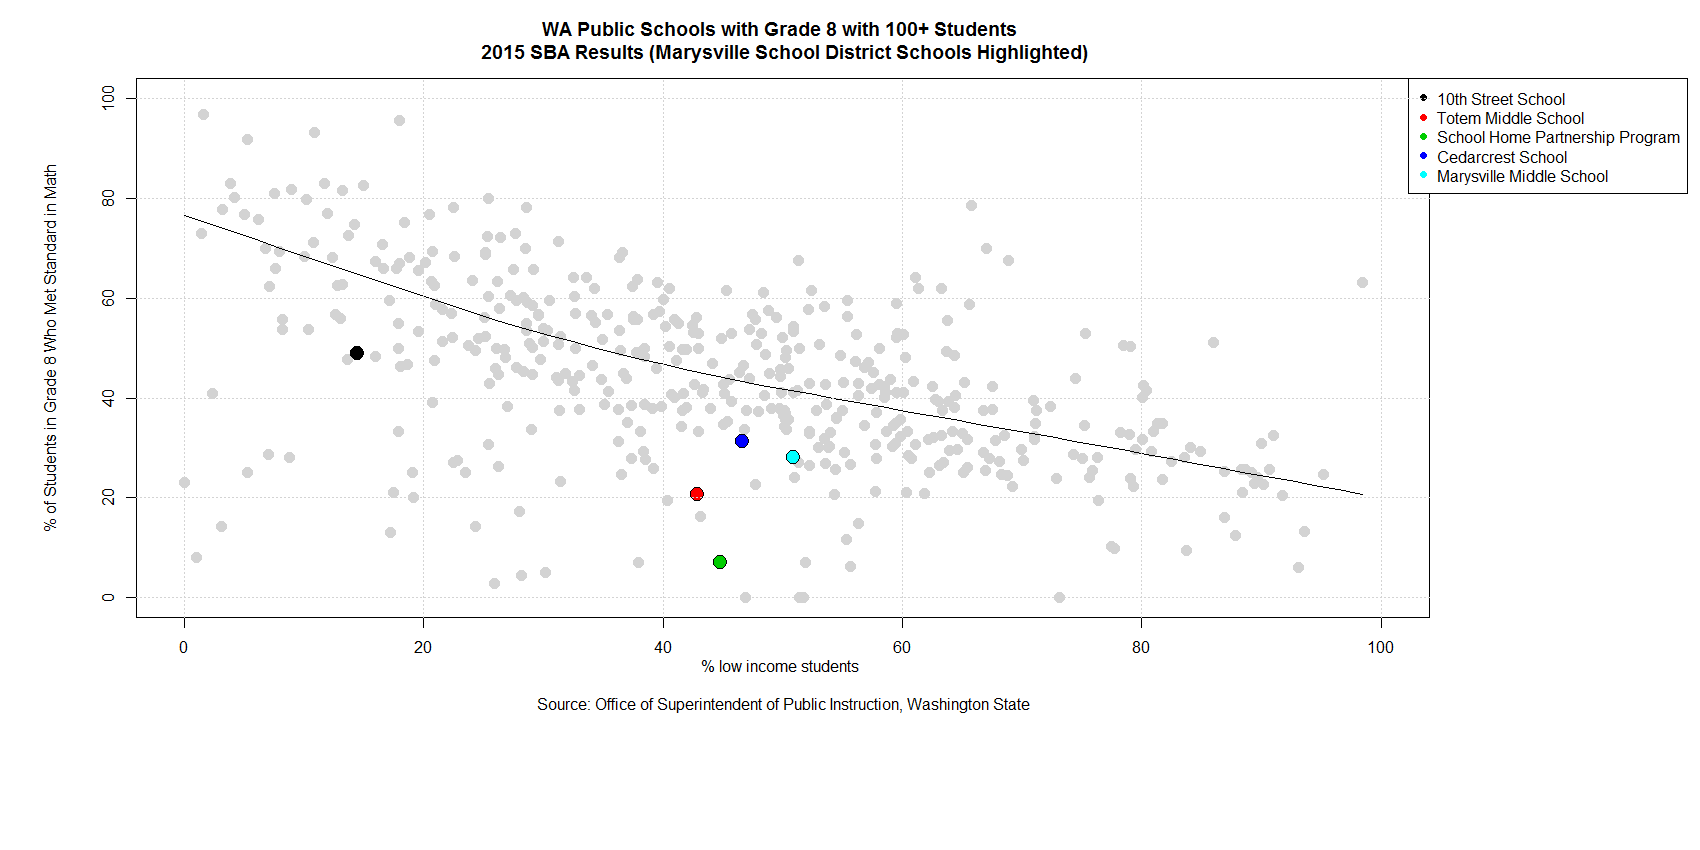 WA Public Schools with Grade 8 with 100+ Students
2015 SBA Results (Marysville School District Schools Highlighted)
10th Street School
Totem Middle School
School Home Partnership Program
Cedarcrest School
Marysville Middle School
% of Students in Grade 8 Who Met Standard in Math
100
80
60
40
20
0
0 20 40 60 80 100
% low income students
Source: Office of Superintendent of Public Instruction, Washington State